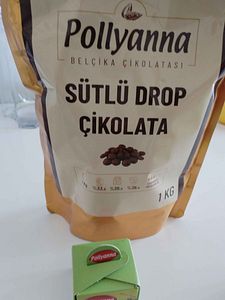 Pollyanna
BELÇİKA ÇİKOLATASI
SÜTLÜ DROP
ÇİKOLATA
1 KG
Pollyanna